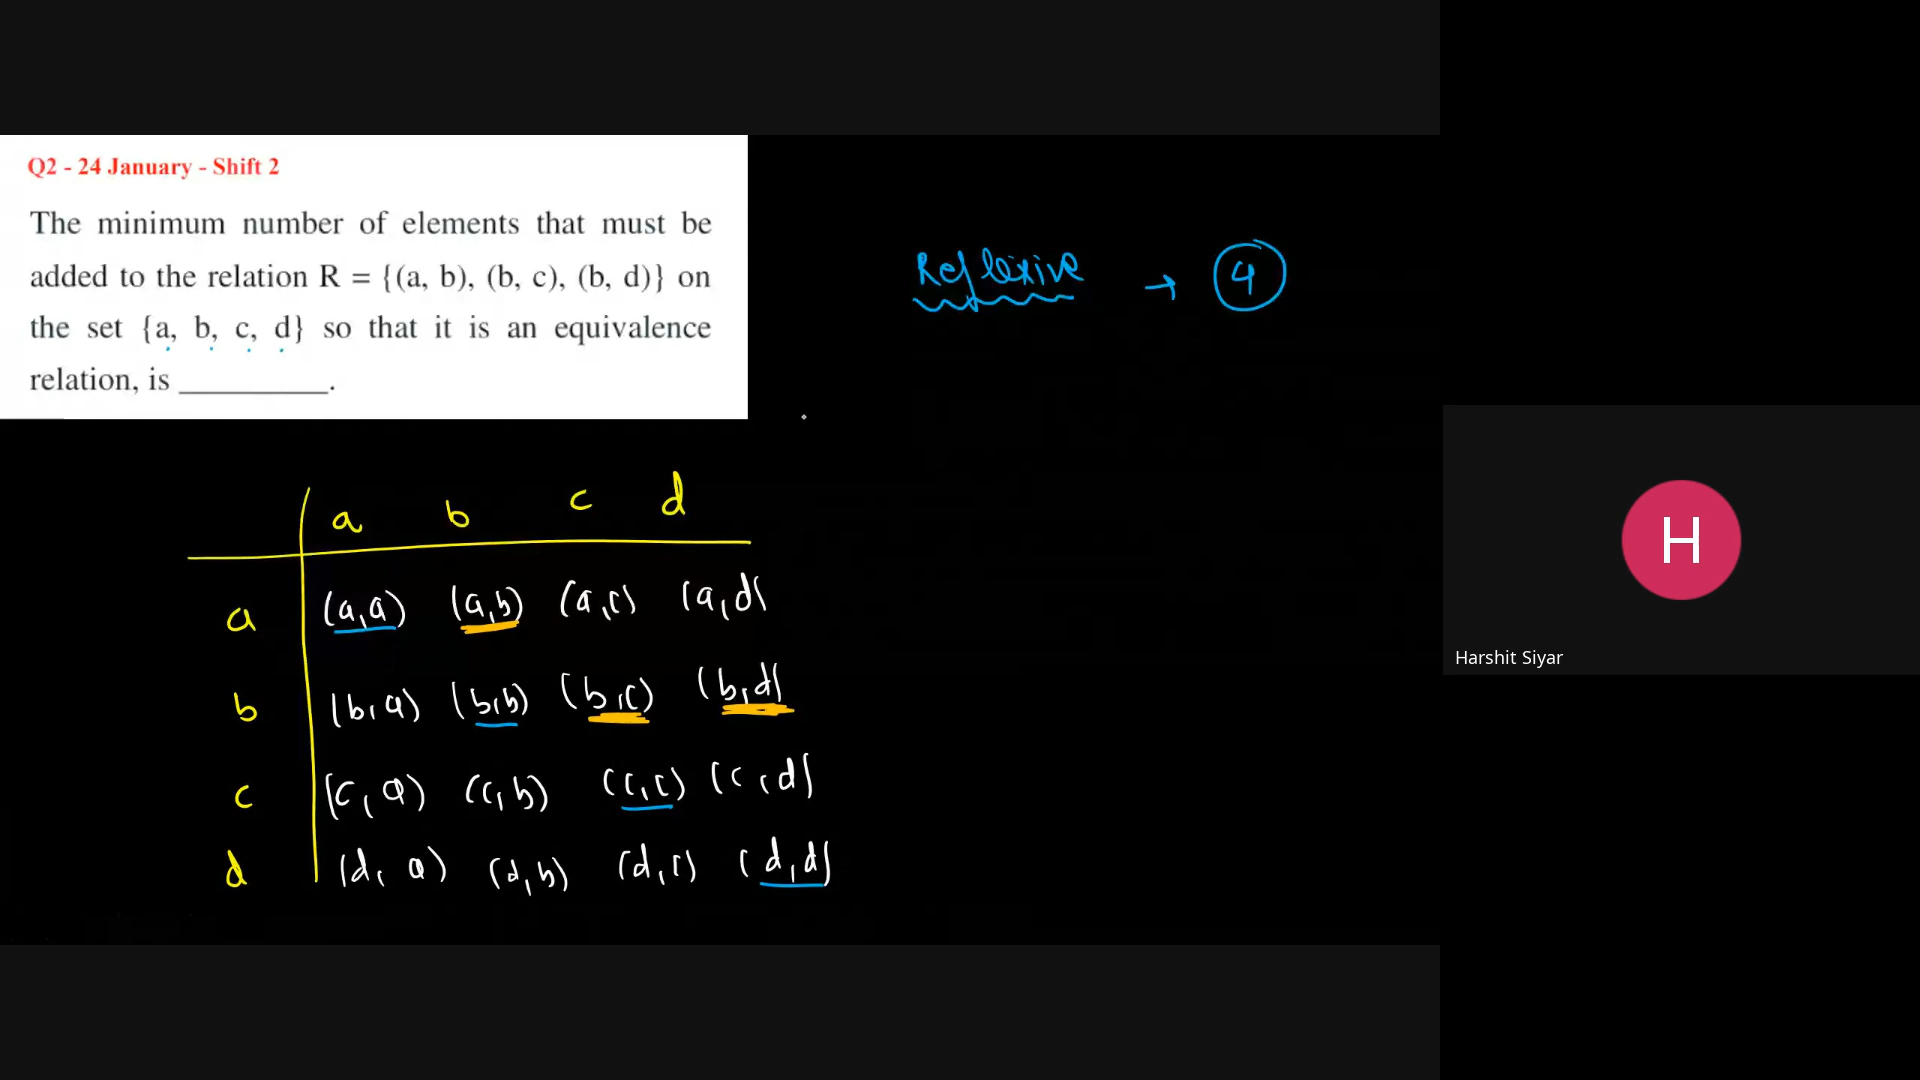 Q2 - 24 January - Shift 2
The minimum number of elements that must be
added to the relation R = {(a, b), (b, c), (b, d)} on
the set {a, b, c, d} so that it is an equivalence
relation, is __________.
Reflexive → 4
a b c d
a (a,a) (a,b) (a,c) (a,d)
b (b,a) (b,b) (b,c) (b,d)
c (c,a) (c,b) (c,c) (c,d)
d (d,a) (d,b) (d,c) (d,d)
H
Harshit Siyar